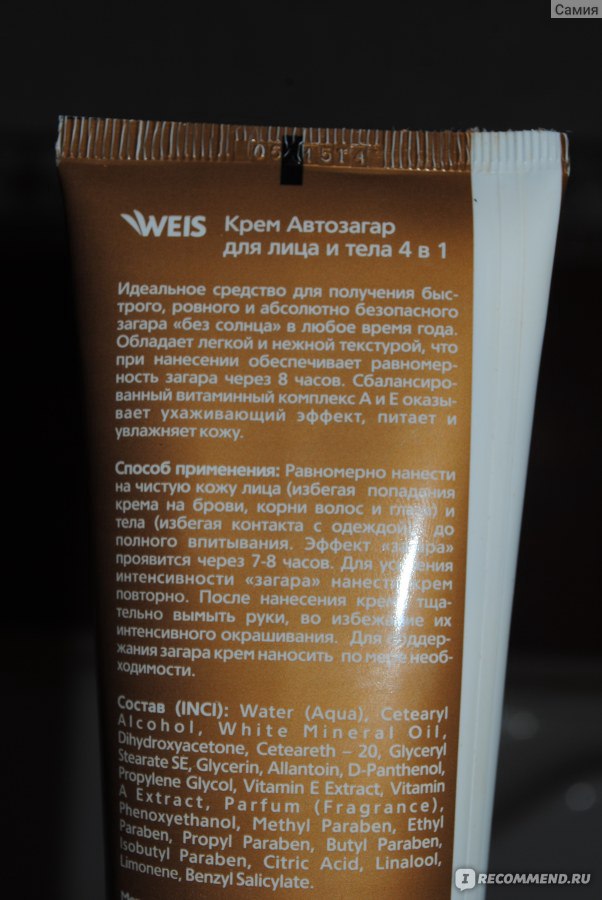 Самия
05 1514
WEIS Крем Автозагар
для лица и тела 4 в 1
Идеальное средство для получения быс-
трого, ровного и абсолютно безопасного
загара «без солнца» в любое время года.
Обладает легкой и нежной текстурой, что
при нанесении обеспечивает равномер-
ность загара через 8 часов. Сбалансиро-
ванный витаминный комплекс А и Е оказы-
вает ухаживающий эффект, питает и
увлажняет кожу.
Способ применения: Равномерно нанести
на чистую кожу лица (избегая попадания
крема на брови, корни волос и глаза) и
тела (избегая контакта с одеждой) до
полного впитывания. Эффект «загара»
проявится через 7-8 часов. Для усиления
интенсивности «загара» нанести крем
повторно. После нанесения крема тща-
тельно вымыть руки, во избежание их
интенсивного окрашивания. Для поддер-
жания загара крем наносить по мере необ-
ходимости.
Состав (INCI): Water (Aqua), Cetearyl
Alcohol, White Mineral Oil,
Dihydroxyacetone, Ceteareth – 20, Glyceryl
Stearate SE, Glycerin, Allantoin, D-Panthenol,
Propylene Glycol, Vitamin E Extract, Vitamin
A Extract, Parfum (Fragrance),
Phenoxyethanol, Methyl Paraben, Ethyl
Paraben, Propyl Paraben, Butyl Paraben,
Isobutyl Paraben, Citric Acid, Linalool,
Limonene, Benzyl Salicylate.
I RECOMMEND.RU